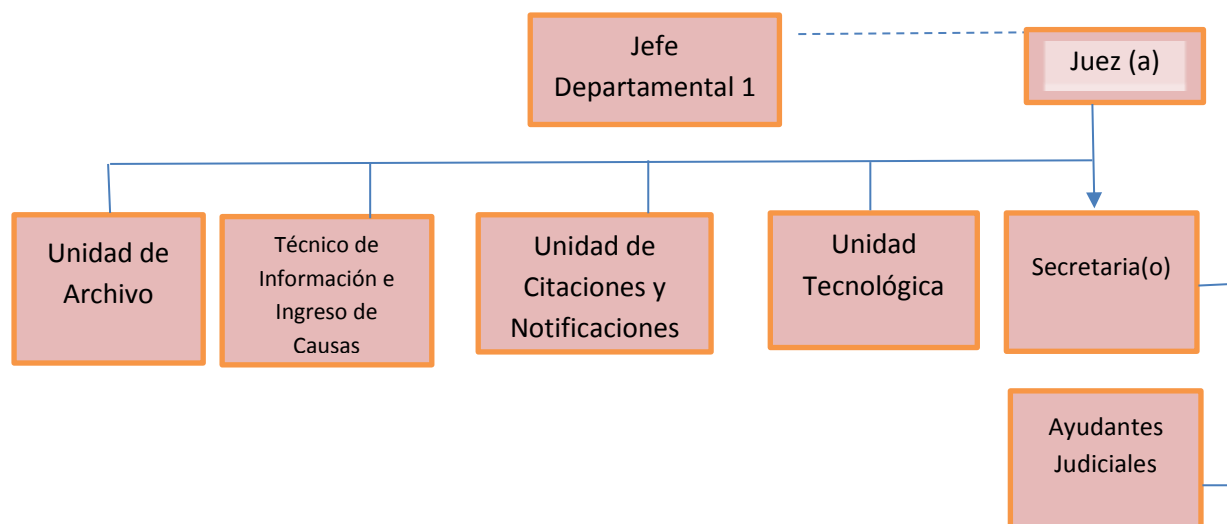 Jefe
Departamental 1
Juez (a)
Unidad de
Archivo
Técnico de
Información e
Ingreso de
Causas
Unidad de
Citaciones y
Notificaciones
Unidad
Tecnológica
Secretaria(o)
Ayudantes
Judiciales